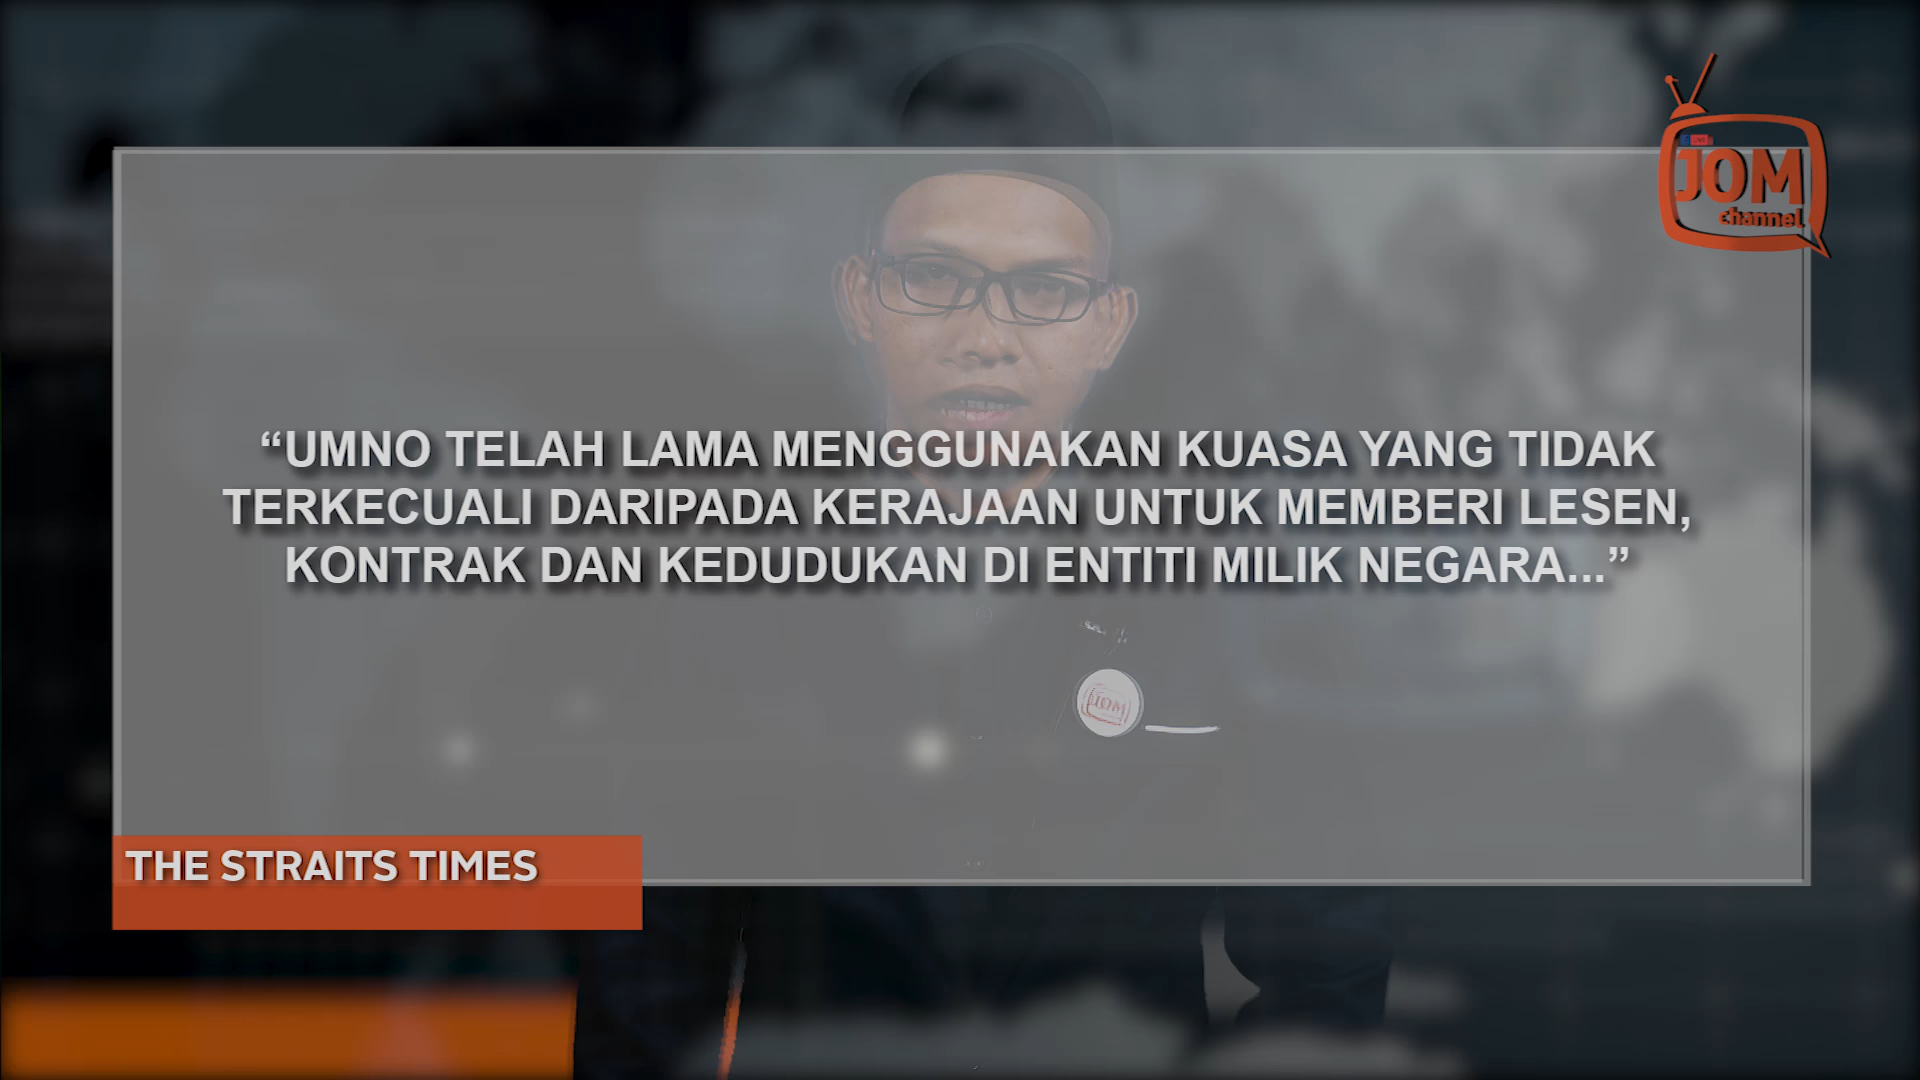 JOM
channel
“UMNO TELAH LAMA MENGGUNAKAN KUASA YANG TIDAK
TERKECUALI DARIPADA KERAJAAN UNTUK MEMBERI LESEN,
KONTRAK DAN KEDUDUKAN DI ENTITI MILIK NEGARA...”
JOM
THE STRAITS TIMES